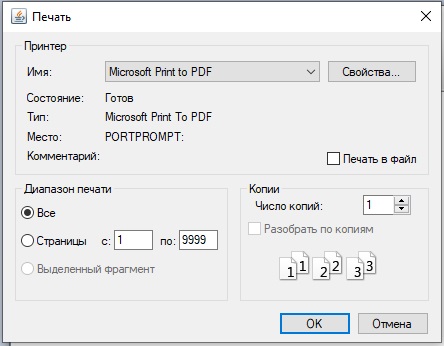 Печать
Принтер
Имя: Microsoft Print to PDF Свойства...
Состояние: Готов
Тип: Microsoft Print To PDF
Место: PORTPROMPT:
Комментарий: Печать в файл
Диапазон печати
Все
Страницы с: 1 по: 9999
Выделенный фрагмент
Копии
Число копий: 1
Разобрать по копиям
1 1 2 2 3 3
OK Отмена